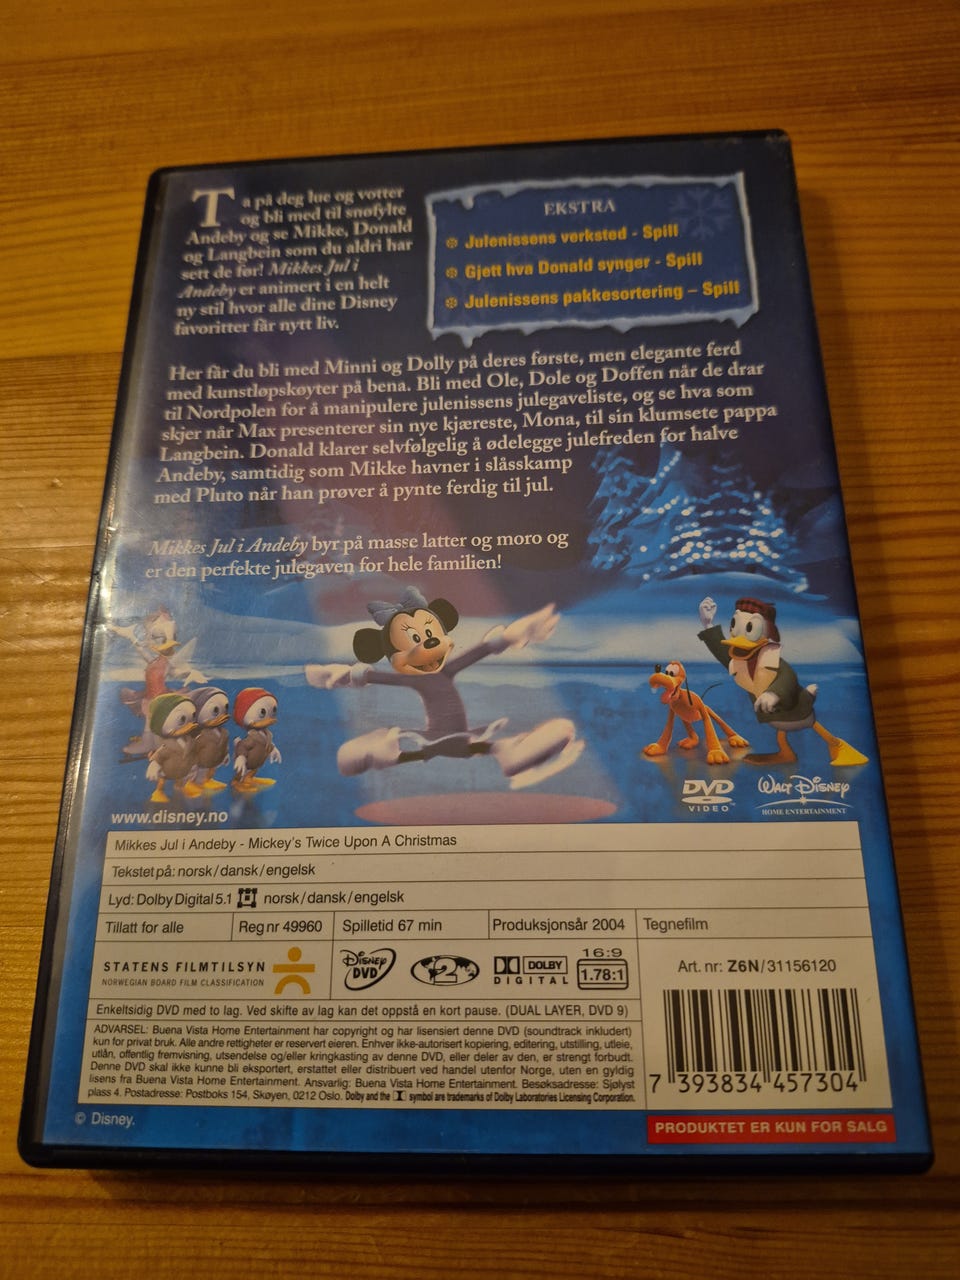 Ta på deg lue og votter
og bli med til snøfylte
Andeby og se Mikke, Donald
og Langbein som du aldri har
sett de før! Mikkes Jul i
Andeby er animert i en helt
ny stil hvor alle dine Disney
favoritter får nytt liv.
EKSTRA
Julenissens verksted - Spill
Gjett hva Donald synger - Spill
Julenissens pakkesortering – Spill
Her får du bli med Minni og Dolly på deres første, men elegante ferd
med kunstløpskøyter på bena. Bli med Ole, Dole og Doffen når de drar
til Nordpolen for å manipulere julenissens julegaveliste, og se hva som
skjer når Max presenterer sin nye kjæreste, Mona, til sin klumsete pappa
Langbein. Donald klarer selvfølgelig å ødelegge julefreden for halve
Andeby, samtidig som Mikke havner i slåsskamp
med Pluto når han prøver å pynte ferdig til jul.
Mikkes Jul i Andeby byr på masse latter og moro og
er den perfekte julegaven for hele familien!
DVD
VIDEO
WALT DISNEY
HOME ENTERTAINMENT
www.disney.no
Mikkes Jul i Andeby - Mickey's Twice Upon A Christmas
Tekstet på: norsk/dansk/engelsk
Lyd: Dolby Digital 5.1 norsk/dansk/engelsk
Tillatt for alle
Reg nr 49960
Spilletid 67 min
Produksjonsår 2004
Tegnefilm
STATENS FILMTILSYN
NORWEGIAN BOARD FILM CLASSIFICATION
DISNEY
DVD
2
DOLBY
DIGITAL
16:9
1.78:1
Art. nr: Z6N/31156120
Enkeltsidig DVD med to lag. Ved skifte av lag kan det oppstå en kort pause. (DUAL LAYER, DVD 9)
ADVARSEL: Buena Vista Home Entertainment har copyright og har lisensiert denne DVD (soundtrack inkludert)
kun for privat bruk. Alle andre rettigheter er reservert eieren. Enhver ikke-autorisert kopiering, editering, utstilling, utleie,
utlån, offentlig fremvisning, utsendelse og/eller kringkasting av denne DVD, eller deler av den, er strengt forbudt.
Denne DVD skal ikke kunne bli eksportert, erstattet eller distribuert ved handel utenfor Norge, uten en gyldig
lisens fra Buena Vista Home Entertainment. Ansvarlig: Buena Vista Home Entertainment. Besøksadresse: Sjølyst
plass 4. Postadresse: Postboks 154, Skøyen, 0212 Oslo. Dolby and the symbol are trademarks of Dolby Laboratories Licensing Corporation.
7 393834 457304
© Disney.
PRODUKTET ER KUN FOR SALG